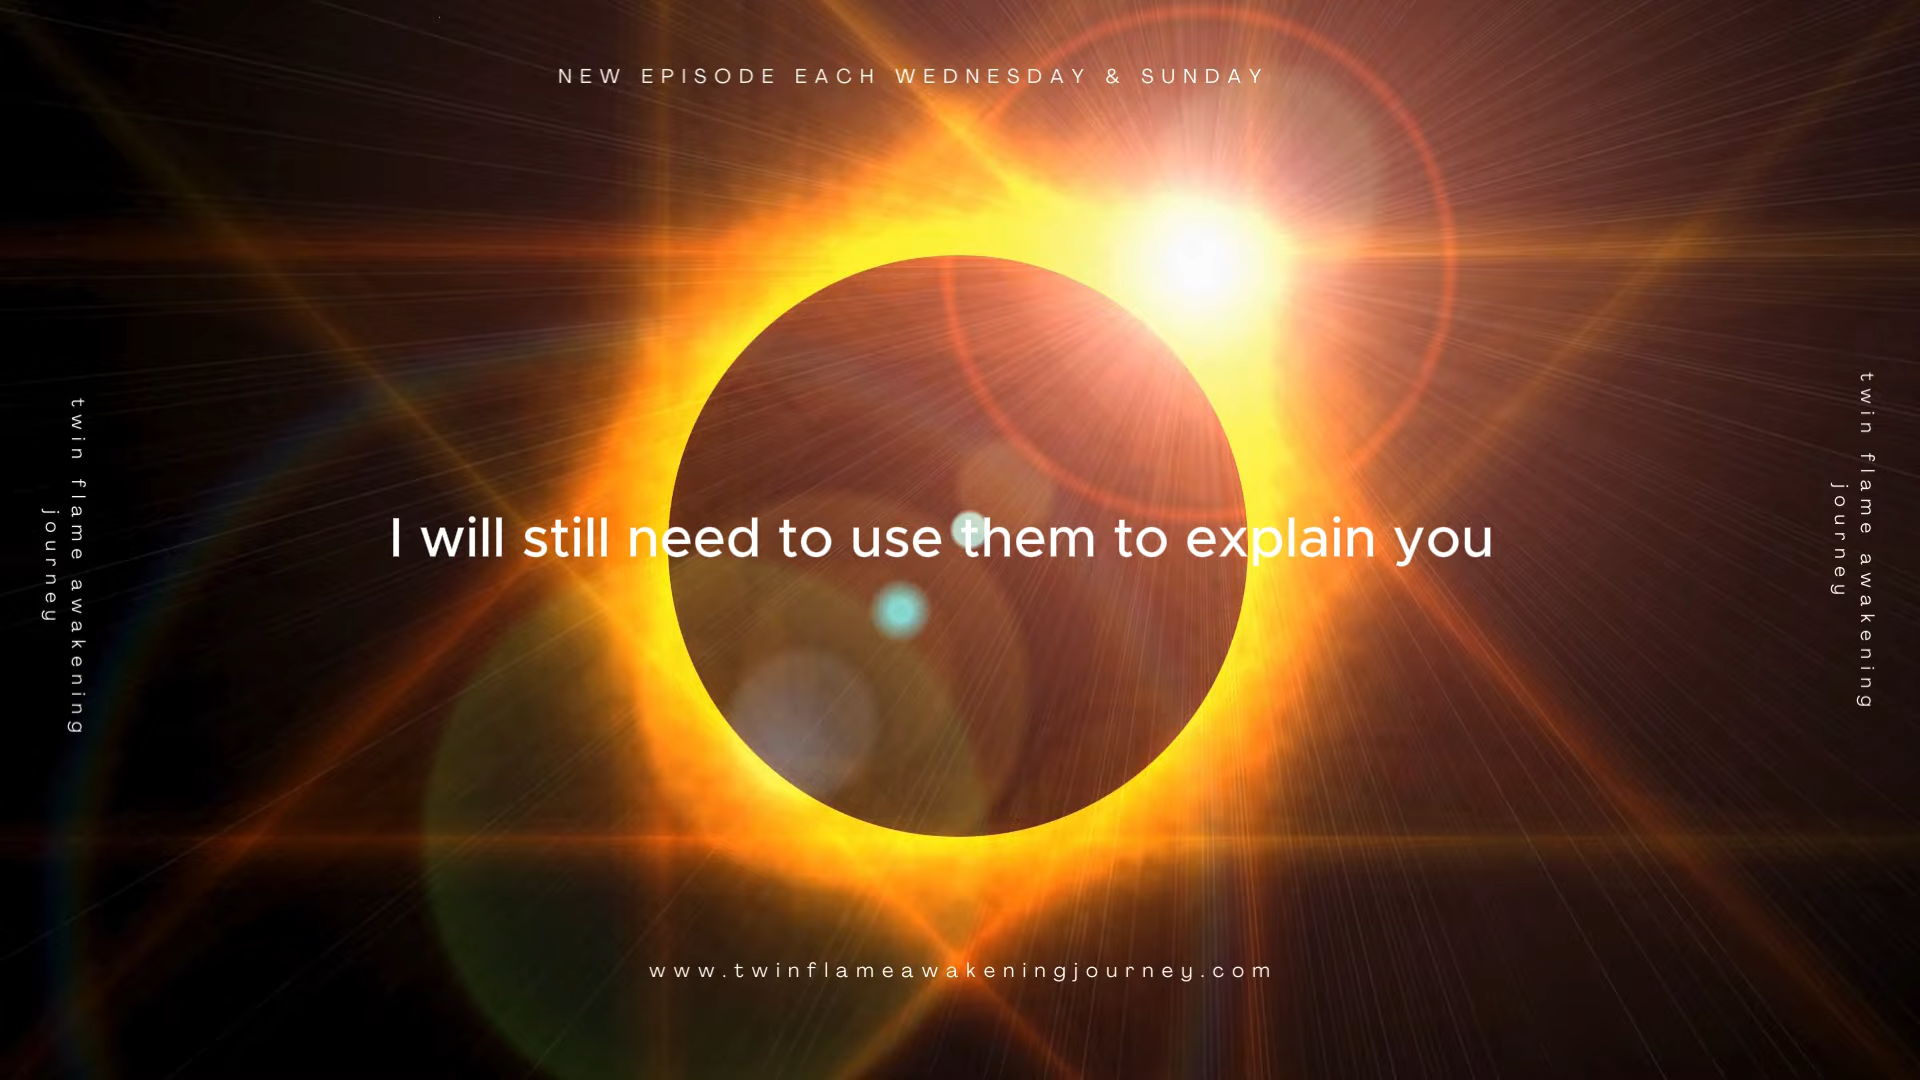 NEW EPISODE EACH WEDNESDAY & SUNDAY
twin flame awakening
journey
I will still need to use them to explain you
twin flame awakening
journey
www.twinflameawakeningjourney.com